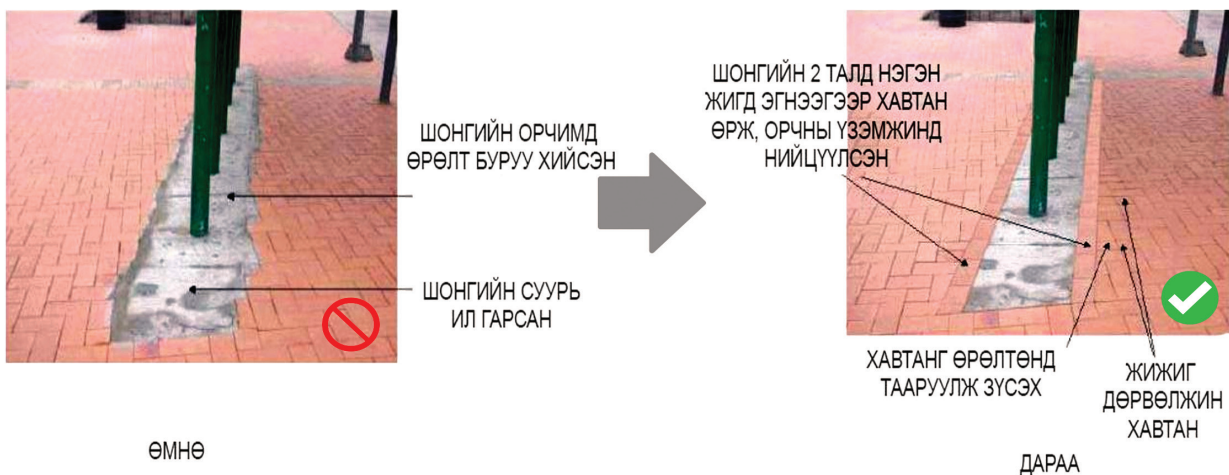 ШОНГИЙН ОРЧИМД
ӨРӨЛТ БУРУУ ХИЙСЭН
ШОНГИЙН СУУРЬ
ИЛ ГАРСАН
ӨМНӨ
ШОНГИЙН 2 ТАЛД НЭГЭН
ЖИГД ЭГНЭЭГЭЭР ХАВТАН
ӨРЖ, ОРЧНЫ ҮЗЭМЖИНД
НИЙЦҮҮЛСЭН
ХАВТАНГ ӨРӨЛТӨНД
ТААРУУЛЖ ЗҮСЭХ
ЖИЖИГ
ДӨРВӨЛЖИН
ХАВТАН
ДАРАА